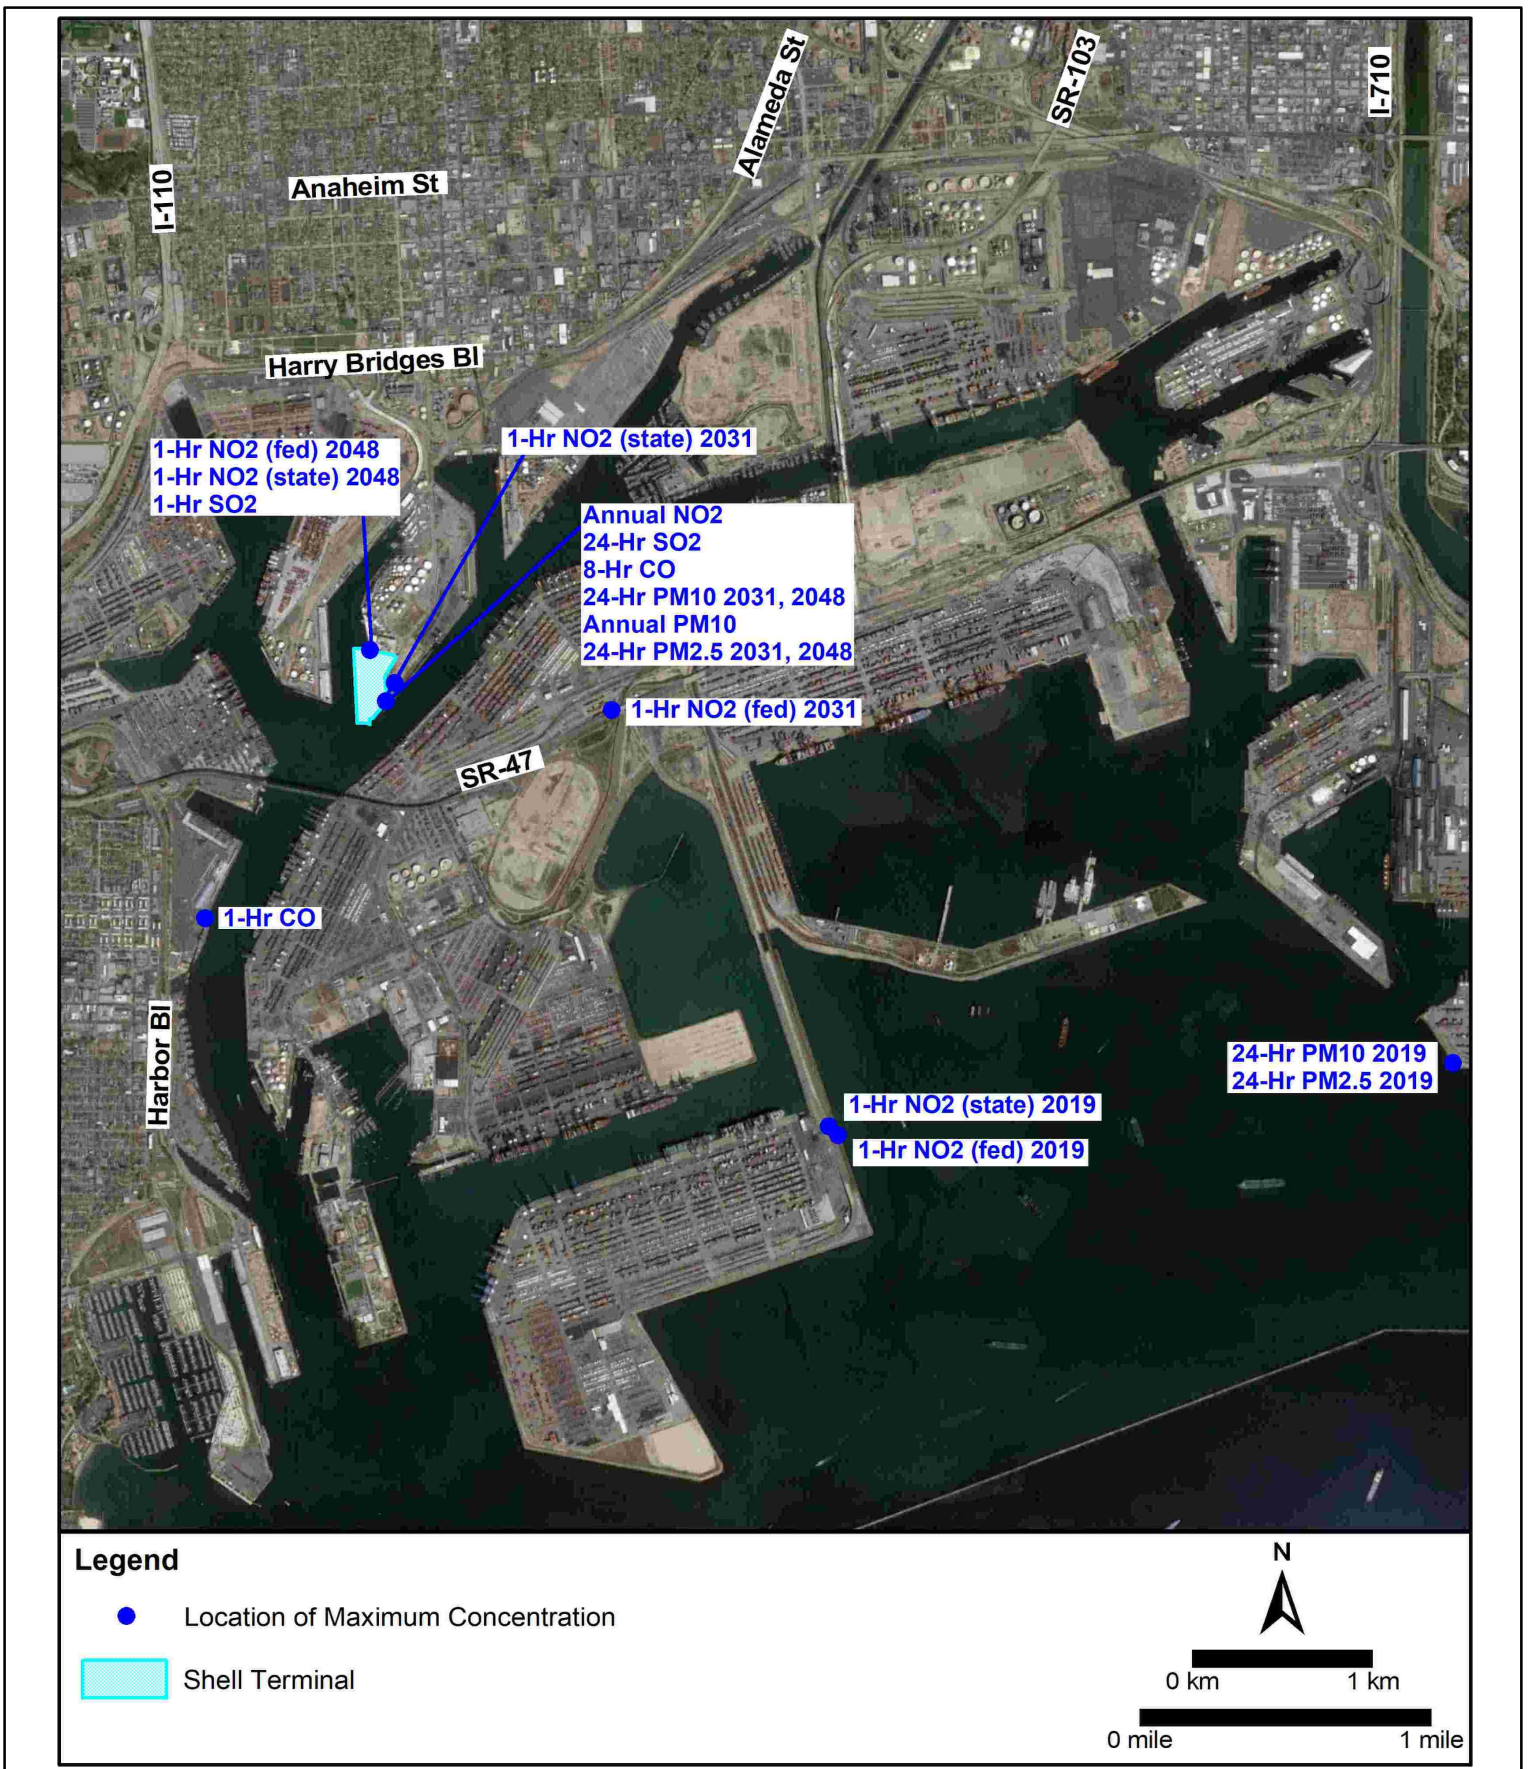 Alameda St
SR-103
I-710
I-110
Anaheim St
Harry Bridges Bl
1-Hr NO2 (fed) 2048
1-Hr NO2 (state) 2048
1-Hr SO2
1-Hr NO2 (state) 2031
Annual NO2
24-Hr SO2
8-Hr CO
24-Hr PM10 2031, 2048
Annual PM10
24-Hr PM2.5 2031, 2048
1-Hr NO2 (fed) 2031
SR-47
1-Hr CO
Harbor Bl
24-Hr PM10 2019
24-Hr PM2.5 2019
1-Hr NO2 (state) 2019
1-Hr NO2 (fed) 2019
Legend
Location of Maximum Concentration
Shell Terminal
N
0 km 1 km
0 mile 1 mile